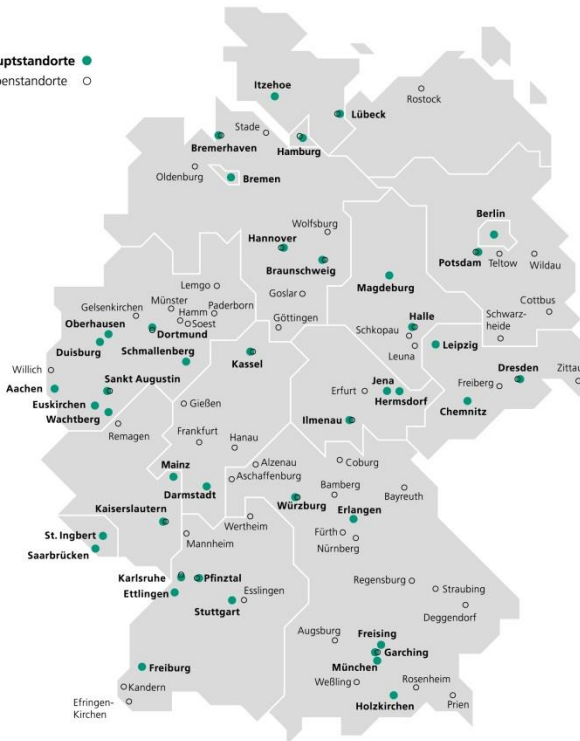 uptstandorte
enstandorte
Itzehoe
Rostock
Lübeck
Stade
Bremerhaven
Hamburg
Oldenburg
Bremen
Wolfsburg
Berlin
Hannover
Potsdam
Teltow
Wildau
Braunschweig
Magdeburg
Lemgo
Goslar
Cottbus
Münster
Paderborn
Gelsenkirchen
Hamm
Göttingen
Halle
Schwarz-
heide
Oberhausen
Soest
Schkopau
Dortmund
Duisburg
Leipzig
Leuna
Schmallenberg
Kassel
Willich
Dresden
Zittau
Sankt Augustin
Jena
Freiberg
Aachen
Erfurt
Hermsdorf
Euskirchen
Gießen
Chemnitz
Wachtberg
Ilmenau
Remagen
Frankfurt
Hanau
Coburg
Mainz
Alzenau
Aschaffenburg
Bamberg
Bayreuth
Darmstadt
Würzburg
Kaiserslautern
Erlangen
Wertheim
Fürth
St. Ingbert
Mannheim
Nürnberg
Saarbrücken
Karlsruhe
Pfinztal
Regensburg
Straubing
Ettlingen
Esslingen
Stuttgart
Deggendorf
Augsburg
Freising
Garching
München
Freiburg
Weßling
Rosenheim
Kandern
Holzkirchen
Prien
Efringen-
Kirchen